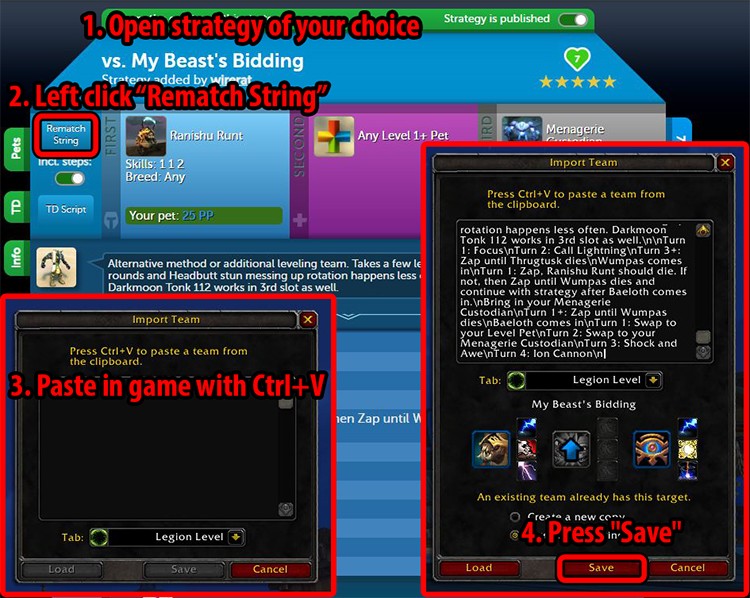 Strategy is published
1. Open strategy of your choice
vs. My Beast's Bidding
Strategy added by wirerat
7
2. Left click "Rematch String"
Rematch
String
Incl. steps:
TD Script
Pets
TD
Info
FIRST
Ranishu Runt
Skills: 1 1 2
Breed: Any
Your pet: 25 PP
SECOND
Any Level 1+ Pet
Menagerie
7
Alternative method or additional leveling team. Takes a few
rounds and Headbutt stun messing up rotation happens less
Darkmoon Tonk 112 works in 3rd slot as well.
hen Zap until W
Import Team
Press Ctrl+V to paste a team from
the clipboard.
3. Paste in game with Ctrl+V
Tab:
Legion Level
Load
Save
Cancel
Import Team
Press Ctrl+V to paste a team from
the clipboard.
rotation happens less often. Darkmoon
Tonk 112 works in 3rd slot as well.\n\nTurn
1: Focus\nTurn 2: Call Lightning\nTurn 3+:
Zap until Thrugtusk dies\nWumpas comes
in\nTurn 1: Zap, Ranishu Runt should die. If
not, then Zap until Wumpas dies and
continue with strategy after Baeloth comes
in.\nBring in your Menagerie
Custodian\nTurn 1+: Zap until Wumpas
dies\nBaeloth comes in\nTurn 1: Swap to
your Level Pet\nTurn 2: Swap to your
Menagerie Custodian\nTurn 3: Shock and
Awe\nTurn 4: Ion Cannon\n
Tab:
Legion Level
My Beast's Bidding
An existing team already has this target.
Create a new copy
4. Press "Save"
Load
Save
Cancel